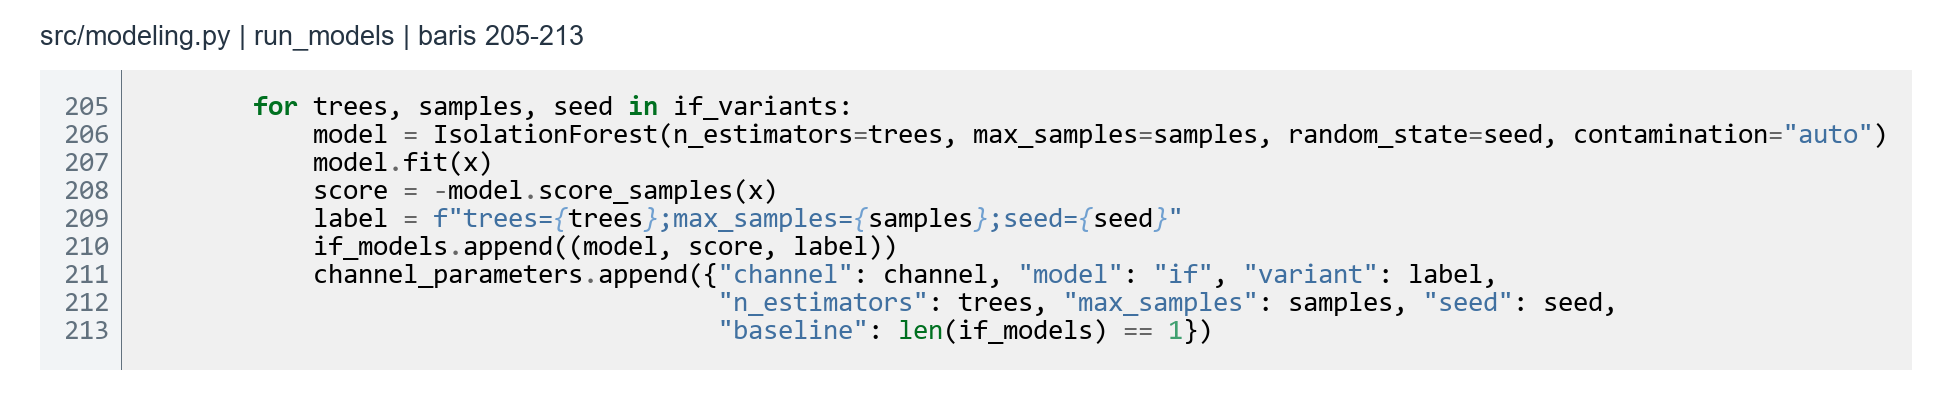 src/modeling.py | run_models | baris 205-213
205         for trees, samples, seed in if_variants:
206             model = IsolationForest(n_estimators=trees, max_samples=samples, random_state=seed, contamination="auto")
207             model.fit(x)
208             score = -model.score_samples(x)
209             label = f"trees={trees};max_samples={samples};seed={seed}"
210             if_models.append((model, score, label))
211             channel_parameters.append({"channel": channel, "model": "if", "variant": label,
212                                        "n_estimators": trees, "max_samples": samples, "seed": seed,
213                                        "baseline": len(if_models) == 1})